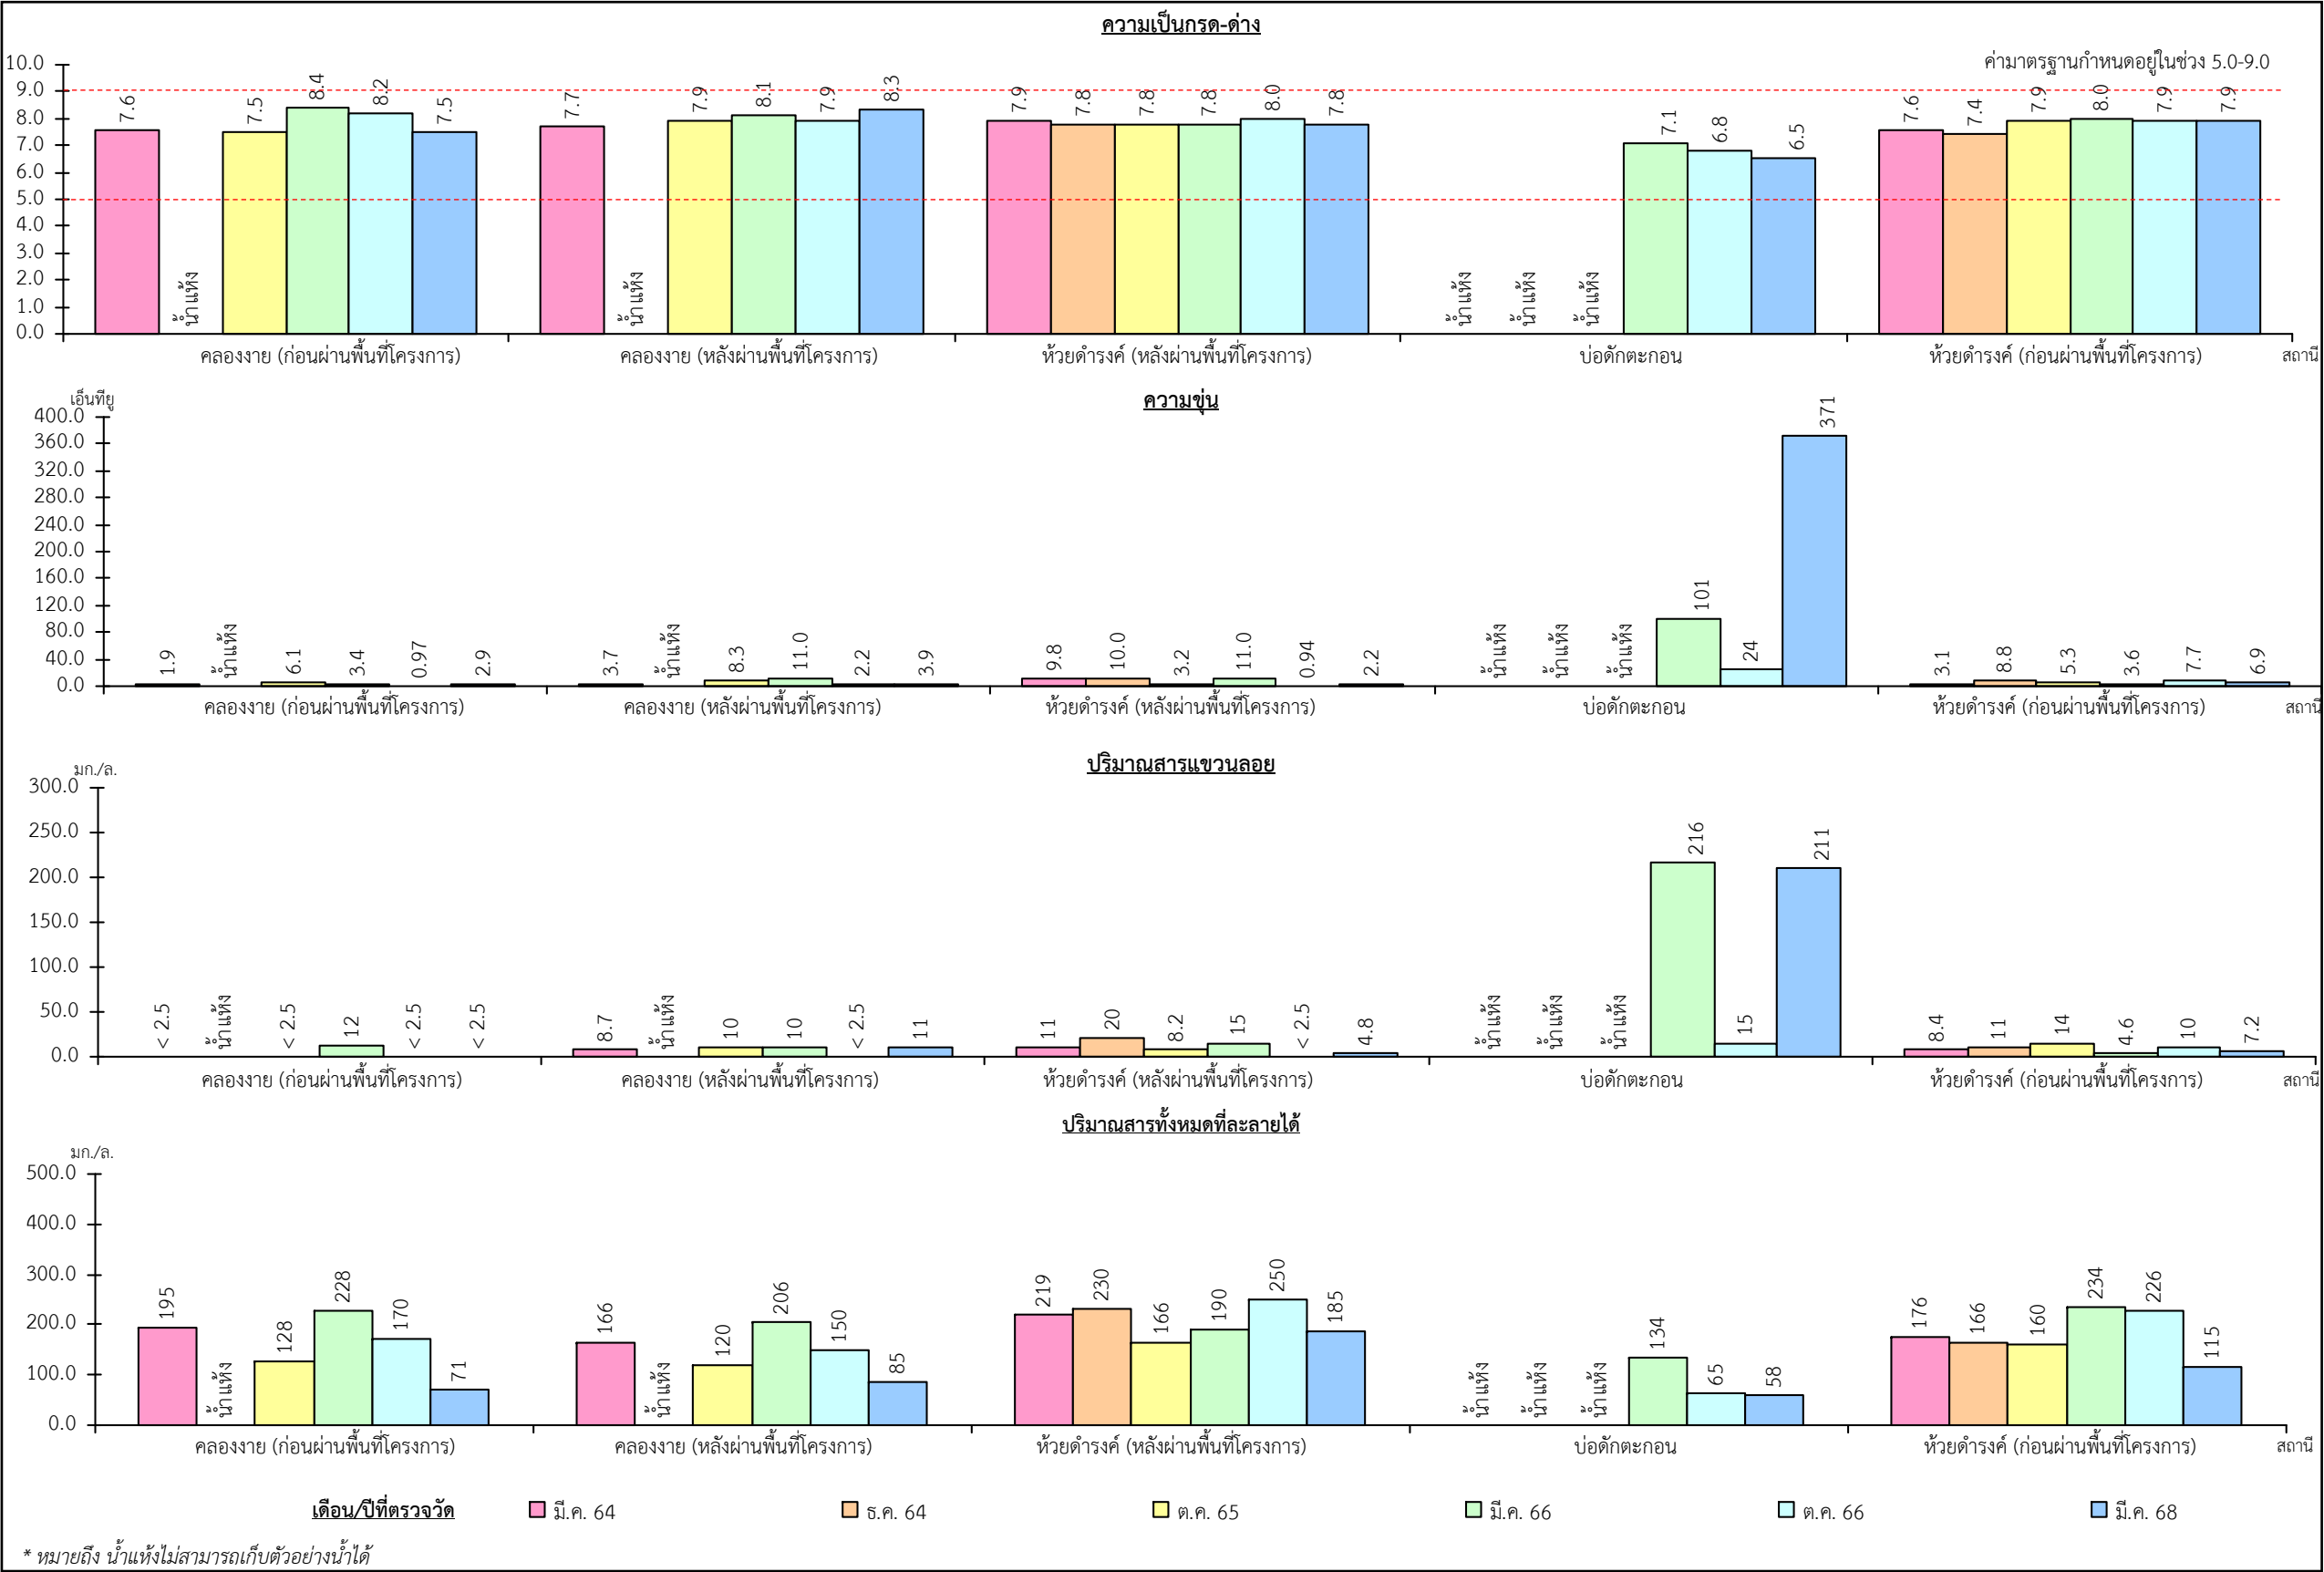 ความเป็นกรด-ด่าง
ค่ามาตรฐานกำหนดอยู่ในช่วง 5.0-9.0
10.0
9.0
8.0
7.0
6.0
5.0
4.0
3.0
2.0
1.0
0.0
7.6 น้ำแห้ง 7.5 8.4 8.2 7.5
7.7 น้ำแห้ง 7.9 8.1 7.9 8.3
7.9 7.8 7.8 7.8 8.0 7.8
น้ำแห้ง น้ำแห้ง น้ำแห้ง 7.1 6.8 6.5
7.6 7.4 7.9 8.0 7.9 7.9
คลองงาย (ก่อนผ่านพื้นที่โครงการ) คลองงาย (หลังผ่านพื้นที่โครงการ) ห้วยดำรงค์ (หลังผ่านพื้นที่โครงการ) บ่อดักตะกอน ห้วยดำรงค์ (ก่อนผ่านพื้นที่โครงการ) สถานี
ความขุ่น
เอ็นทียู
400.0
360.0
320.0
280.0
240.0
200.0
160.0
120.0
80.0
40.0
0.0
1.9 น้ำแห้ง 6.1 3.4 0.97 2.9
3.7 น้ำแห้ง 8.3 11.0 2.2 3.9
9.8 10.0 3.2 11.0 0.94 2.2
น้ำแห้ง น้ำแห้ง น้ำแห้ง 101 24 371
3.1 8.8 5.3 3.6 7.7 6.9
คลองงาย (ก่อนผ่านพื้นที่โครงการ) คลองงาย (หลังผ่านพื้นที่โครงการ) ห้วยดำรงค์ (หลังผ่านพื้นที่โครงการ) บ่อดักตะกอน ห้วยดำรงค์ (ก่อนผ่านพื้นที่โครงการ) สถานี
ปริมาณสารแขวนลอย
มก./ล.
300.0
250.0
200.0
150.0
100.0
50.0
0.0
< 2.5 น้ำแห้ง < 2.5 12 < 2.5 < 2.5
8.7 น้ำแห้ง 10 10 < 2.5 11
11 20 8.2 15 < 2.5 4.8
น้ำแห้ง น้ำแห้ง น้ำแห้ง 216 15 211
8.4 11 14 4.6 10 7.2
คลองงาย (ก่อนผ่านพื้นที่โครงการ) คลองงาย (หลังผ่านพื้นที่โครงการ) ห้วยดำรงค์ (หลังผ่านพื้นที่โครงการ) บ่อดักตะกอน ห้วยดำรงค์ (ก่อนผ่านพื้นที่โครงการ) สถานี
ปริมาณสารทั้งหมดที่ละลายได้
มก./ล.
500.0
400.0
300.0
200.0
100.0
0.0
195 น้ำแห้ง 128 228 170 71
166 น้ำแห้ง 120 206 150 85
219 230 166 190 250 185
น้ำแห้ง น้ำแห้ง น้ำแห้ง 134 65 58
176 166 160 234 226 115
คลองงาย (ก่อนผ่านพื้นที่โครงการ) คลองงาย (หลังผ่านพื้นที่โครงการ) ห้วยดำรงค์ (หลังผ่านพื้นที่โครงการ) บ่อดักตะกอน ห้วยดำรงค์ (ก่อนผ่านพื้นที่โครงการ) สถานี
เดือน/ปีที่ตรวจวัด มี.ค. 64 ธ.ค. 64 ต.ค. 65 มี.ค. 66 ต.ค. 66 มี.ค. 68
* หมายถึง น้ำแห้งไม่สามารถเก็บตัวอย่างน้ำได้